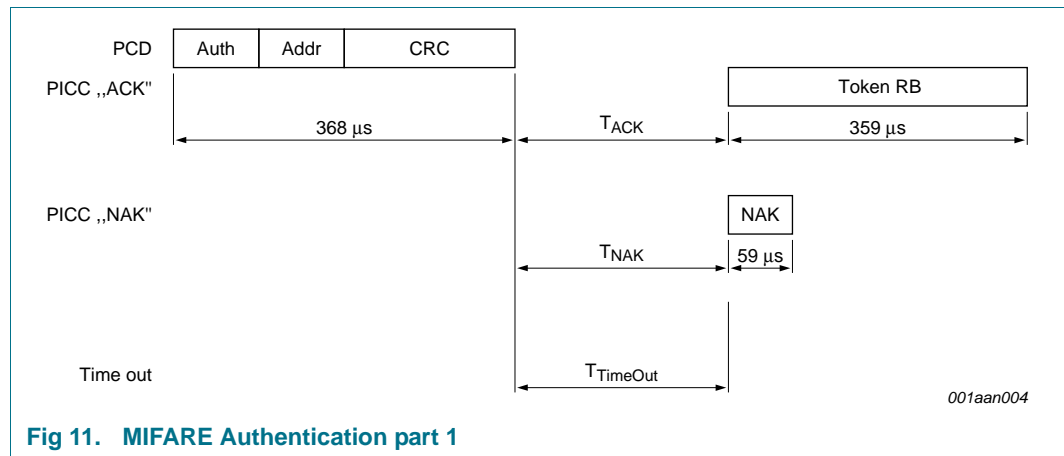 PCD Auth Addr CRC
PICC ,,ACK" Token RB
368 μs TACK 359 μs
PICC ,,NAK" NAK
TNAK 59 μs
Time out TTimeOut
001aan004
Fig 11. MIFARE Authentication part 1